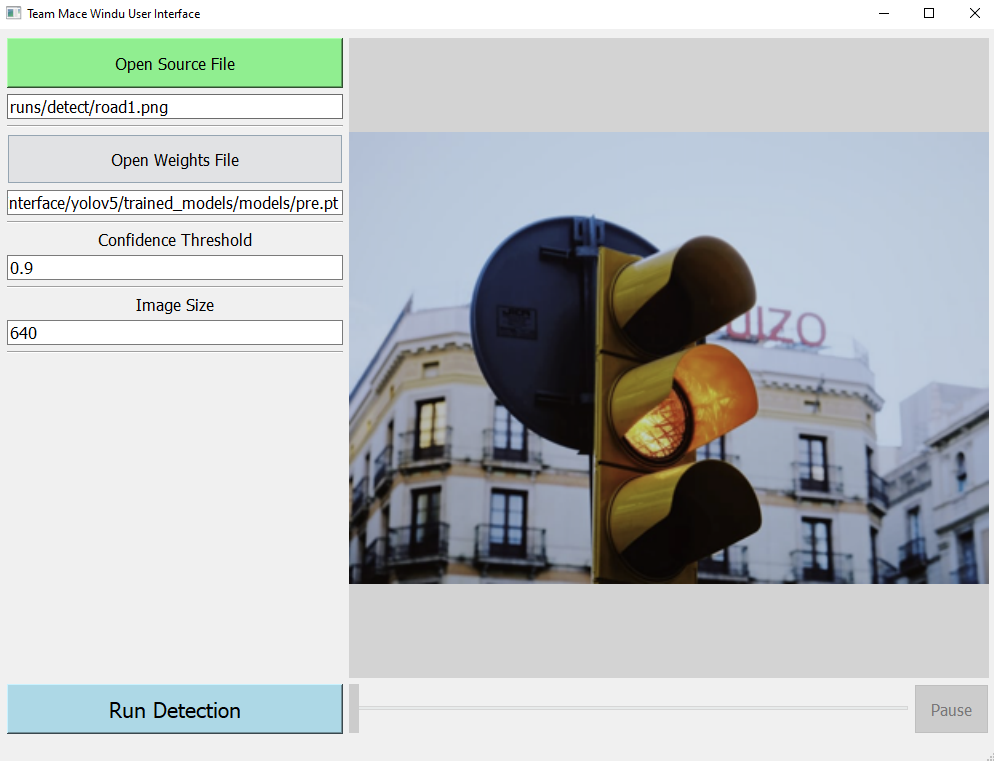 Team Mace Windu User Interface
Open Source File
runs/detect/road1.png
Open Weights File
nterface/yolov5/trained_models/models/pre.pt
Confidence Threshold
0.9
Image Size
640
Run Detection
Pause